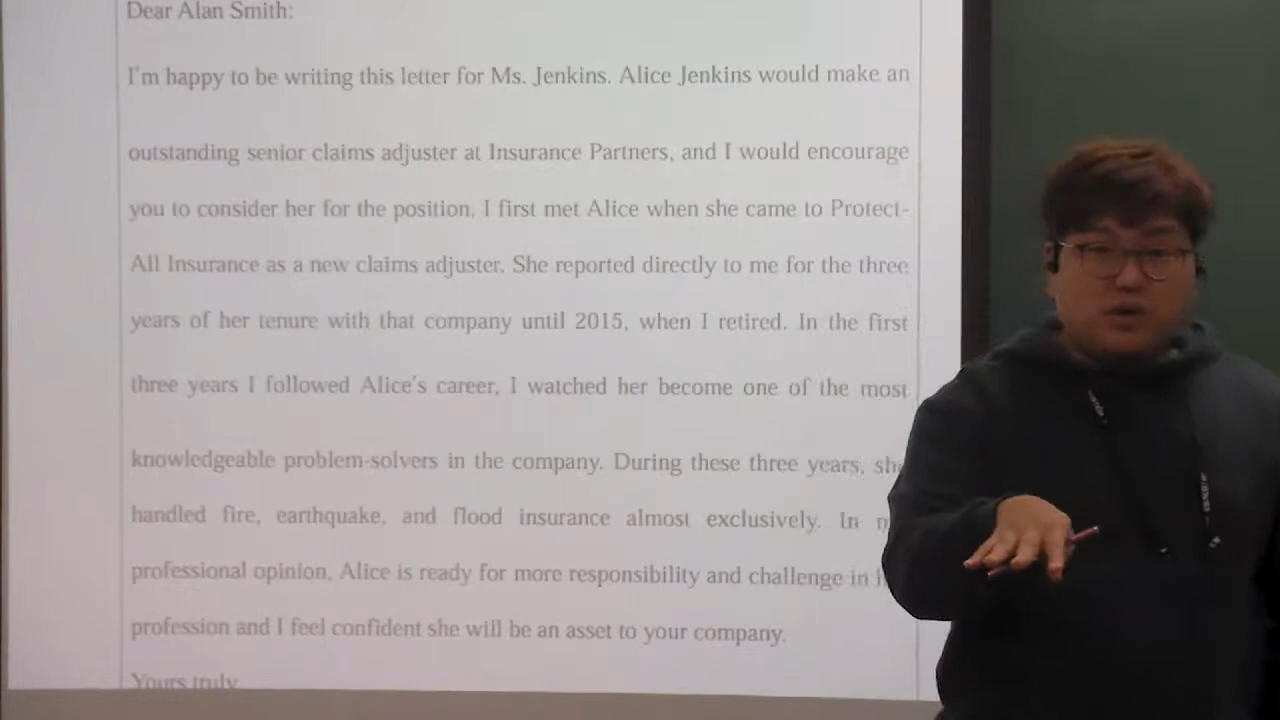 Dear Alan Smith:
I'm happy to be writing this letter for Ms. Jenkins. Alice Jenkins would make an
outstanding senior claims adjuster at Insurance Partners, and I would encourage
you to consider her for the position. I first met Alice when she came to Protect-
All Insurance as a new claims adjuster. She reported directly to me for the three
years of her tenure with that company until 2015, when I retired. In the first
three years I followed Alice's career, I watched her become one of the most
knowledgeable problem-solvers in the company. During these three years, she
handled fire, earthquake, and flood insurance almost exclusively. In
professional opinion, Alice is ready for more responsibility and challenge in
profession and I feel confident she will be an asset to your company.
Yours truly